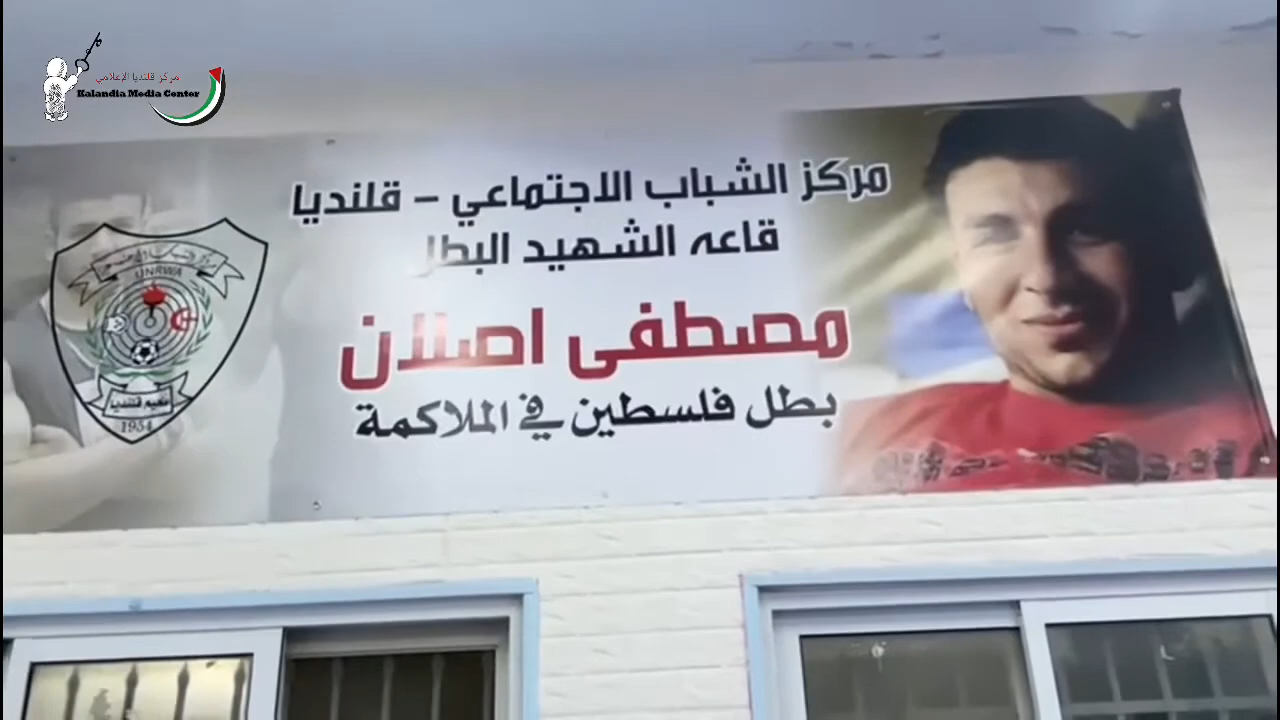 مركز قلنديا الإعلامي
Kalandia Media Center
مركز الشباب الاجتماعي - قلنديا
قاعه الشهيد البطل
مصطفى اصلان
بطل فلسطين في الملاكمة
UNRWA
مخيم قلنديا
1954